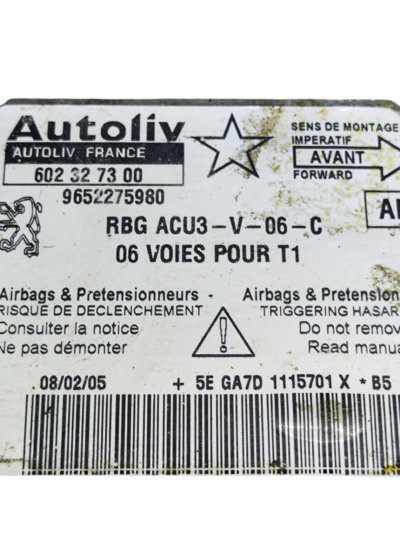 Autoliv
AUTOLIV FRANCE
602 32 73 00
9652275980
SENS DE MONTAGE
IMPERATIF
AVANT
FORWARD
RBG ACU3-V-06-C
06 VOIES POUR T1
Airbags & Pretensionneurs -
RISQUE DE DECLENCHEMENT
Consulter la notice
Ne pas démonter
Airbags & Pretension
TRIGGERING HASAR
Do not remov
Read manua
08/02/05 + 5E GA7D 1115701 X * B5